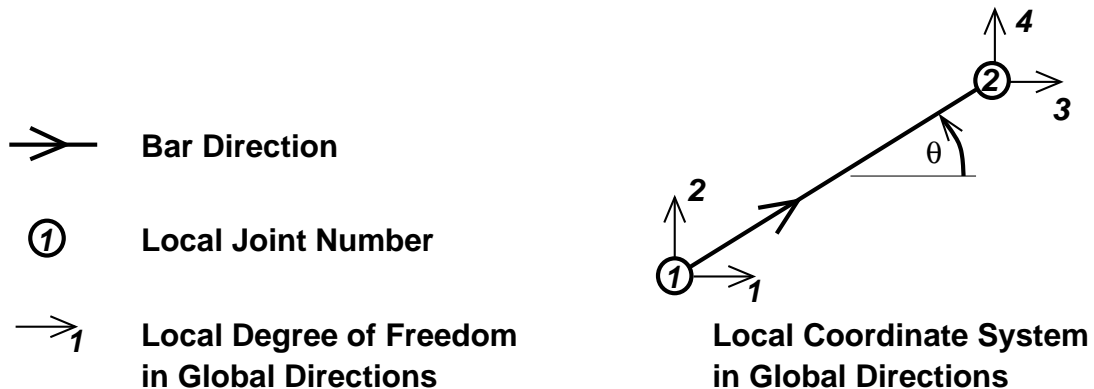 Bar Direction
1 Local Joint Number
1 Local Degree of Freedom
in Global Directions
4
2
3
θ
2
1
1
Local Coordinate System
in Global Directions